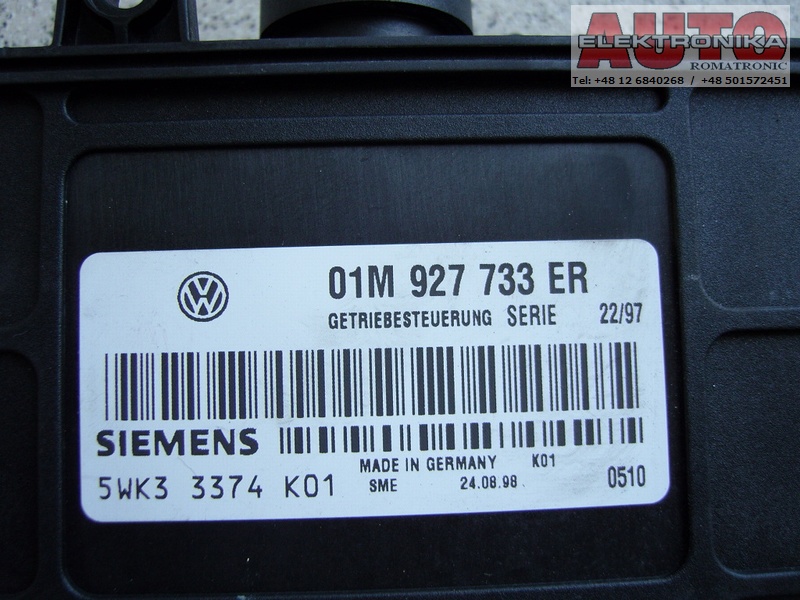 AUTO
ELEKTRONIKA
ROMATRONIC
Tel: +48 12 6840268 / +48 501572451
01M 927 733 ER
GETRIEBESTEUERUNG SERIE 22/97
SIEMENS
MADE IN GERMANY K01
5WK3 3374 K01 SME 24.08.98 0510